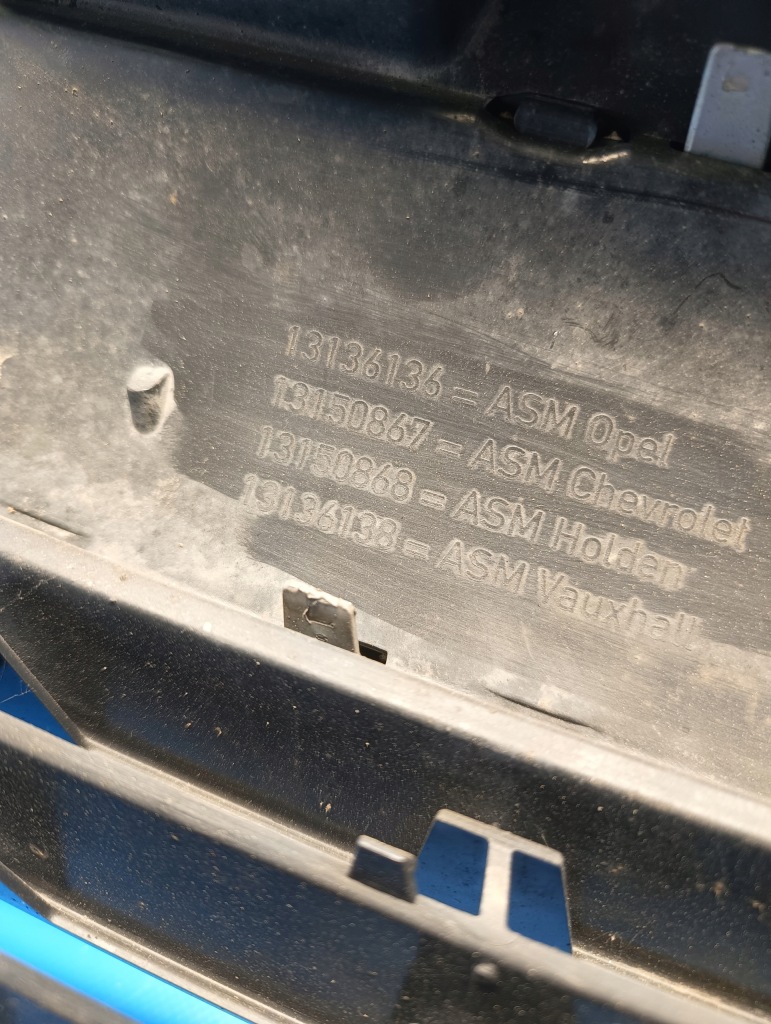 13136136 = ASM Opel
13150867 = ASM Chevrolet
13150868 = ASM Holden
13136138 = ASM Vauxhall